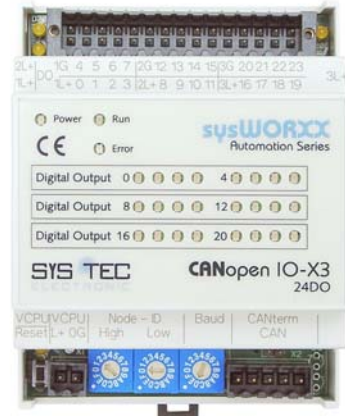 2L+ DO 1G 4 5 6 7 2G 12 13 14 15 3G 20 21 22 23
1L+ 1L+ 0 1 2 3 2L+ 8 9 10 11 3L+ 16 17 18 19 3L+
Power Run
CE Error
sysWORXX
Automation Series
Digital Output 0 4
Digital Output 8 12
Digital Output 16 20
SYS TEC
ELECTRONIC
CANopen IO-X3
24DO
VCPU VCPU Node - ID Baud CANterm
Reset L+ 0G High Low CAN